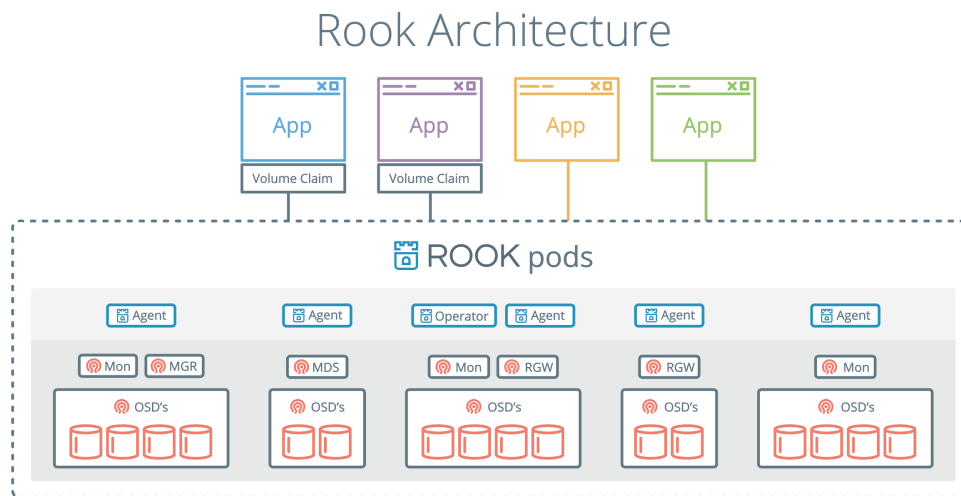 Rook Architecture
App App App App
Volume Claim Volume Claim
ROOK pods
Agent Agent Operator Agent Agent Agent
Mon MGR MDS Mon RGW RGW Mon
OSD's OSD's OSD's OSD's OSD's